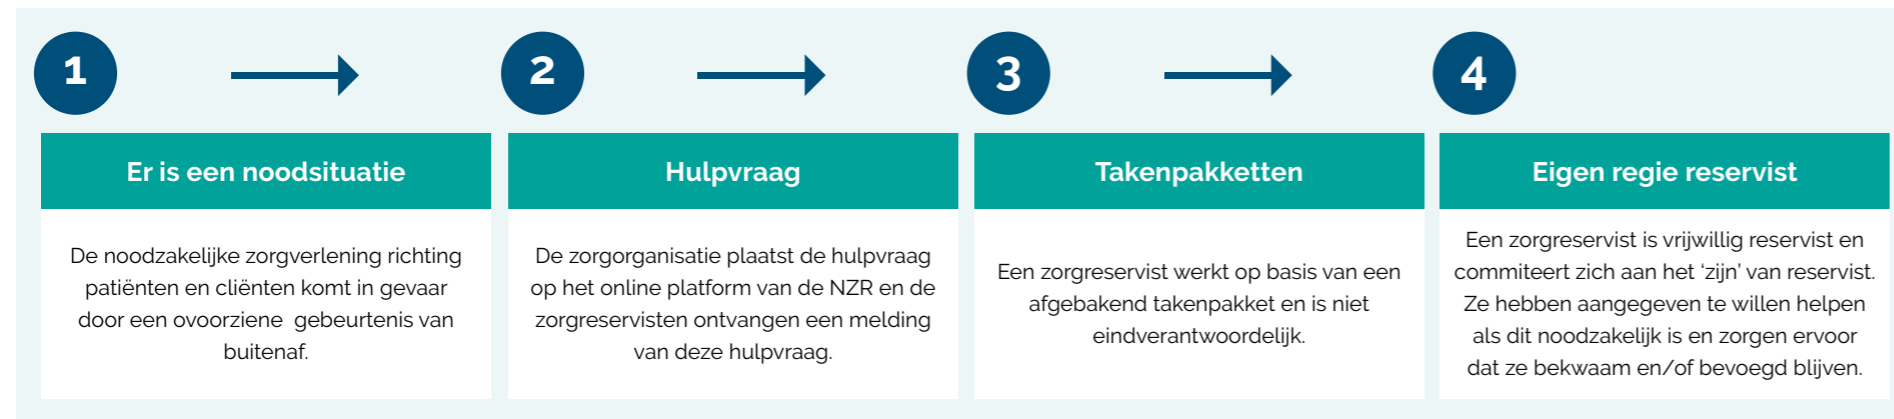 1
2
3
4
Er is een noodsituatie
De noodzakelijke zorgverlening richting
patiënten en cliënten komt in gevaar
door een ovoorziene  gebeurtenis van
buitenaf.
Hulpvraag
De zorgorganisatie plaatst de hulpvraag
op het online platform van de NZR en de
zorgreservisten ontvangen een melding
van deze hulpvraag.
Takenpakketten
Een zorgreservist werkt op basis van een
afgebakend takenpakket en is niet
eindverantwoordelijk.
Eigen regie reservist
Een zorgreservist is vrijwillig reservist en
commiteert zich aan het ‘zijn’ van reservist.
Ze hebben aangegeven te willen helpen
als dit noodzakelijk is en zorgen ervoor
dat ze bekwaam en/of bevoegd blijven.